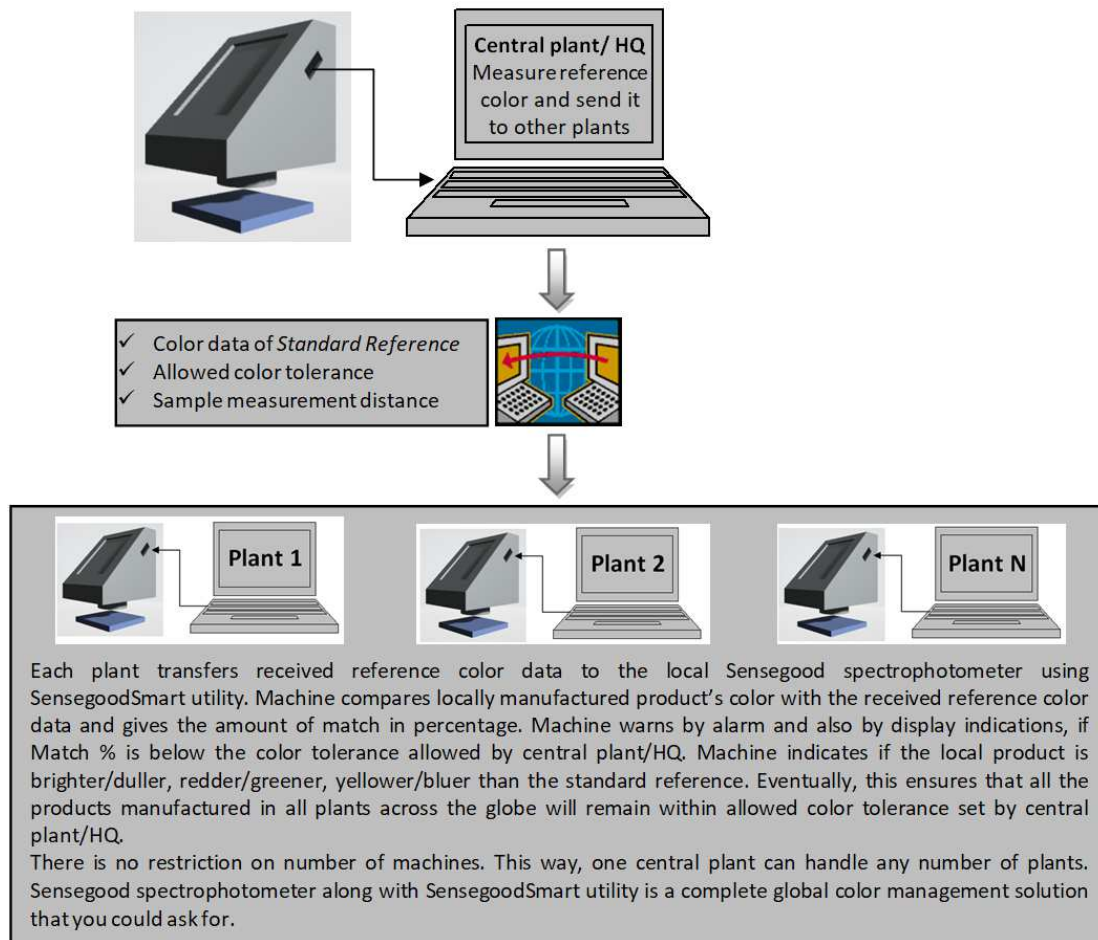 Central plant/ HQ
Measure reference
color and send it
to other plants
✓ Color data of Standard Reference
✓ Allowed color tolerance
✓ Sample measurement distance
Plant 1
Plant 2
Plant N
Each plant transfers received reference color data to the local Sensegood spectrophotometer using
SensegoodSmart utility. Machine compares locally manufactured product’s color with the received reference color
data and gives the amount of match in percentage. Machine warns by alarm and also by display indications, if
Match % is below the color tolerance allowed by central plant/HQ. Machine indicates if the local product is
brighter/duller, redder/greener, yellower/bluer than the standard reference. Eventually, this ensures that all the
products manufactured in all plants across the globe will remain within allowed color tolerance set by central
plant/HQ.
There is no restriction on number of machines. This way, one central plant can handle any number of plants.
Sensegood spectrophotometer along with SensegoodSmart utility is a complete global color management solution
that you could ask for.